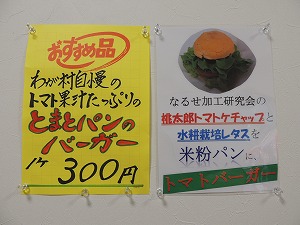 おすすめ品
わが村自慢の
トマト果汁たっぷりの
とまとパンの
バーガー
1ケ 300円
なるせ加工研究会の
桃太郎トマトケチャップと
水耕栽培レタスを
米粉パンに、
トマトバーガー